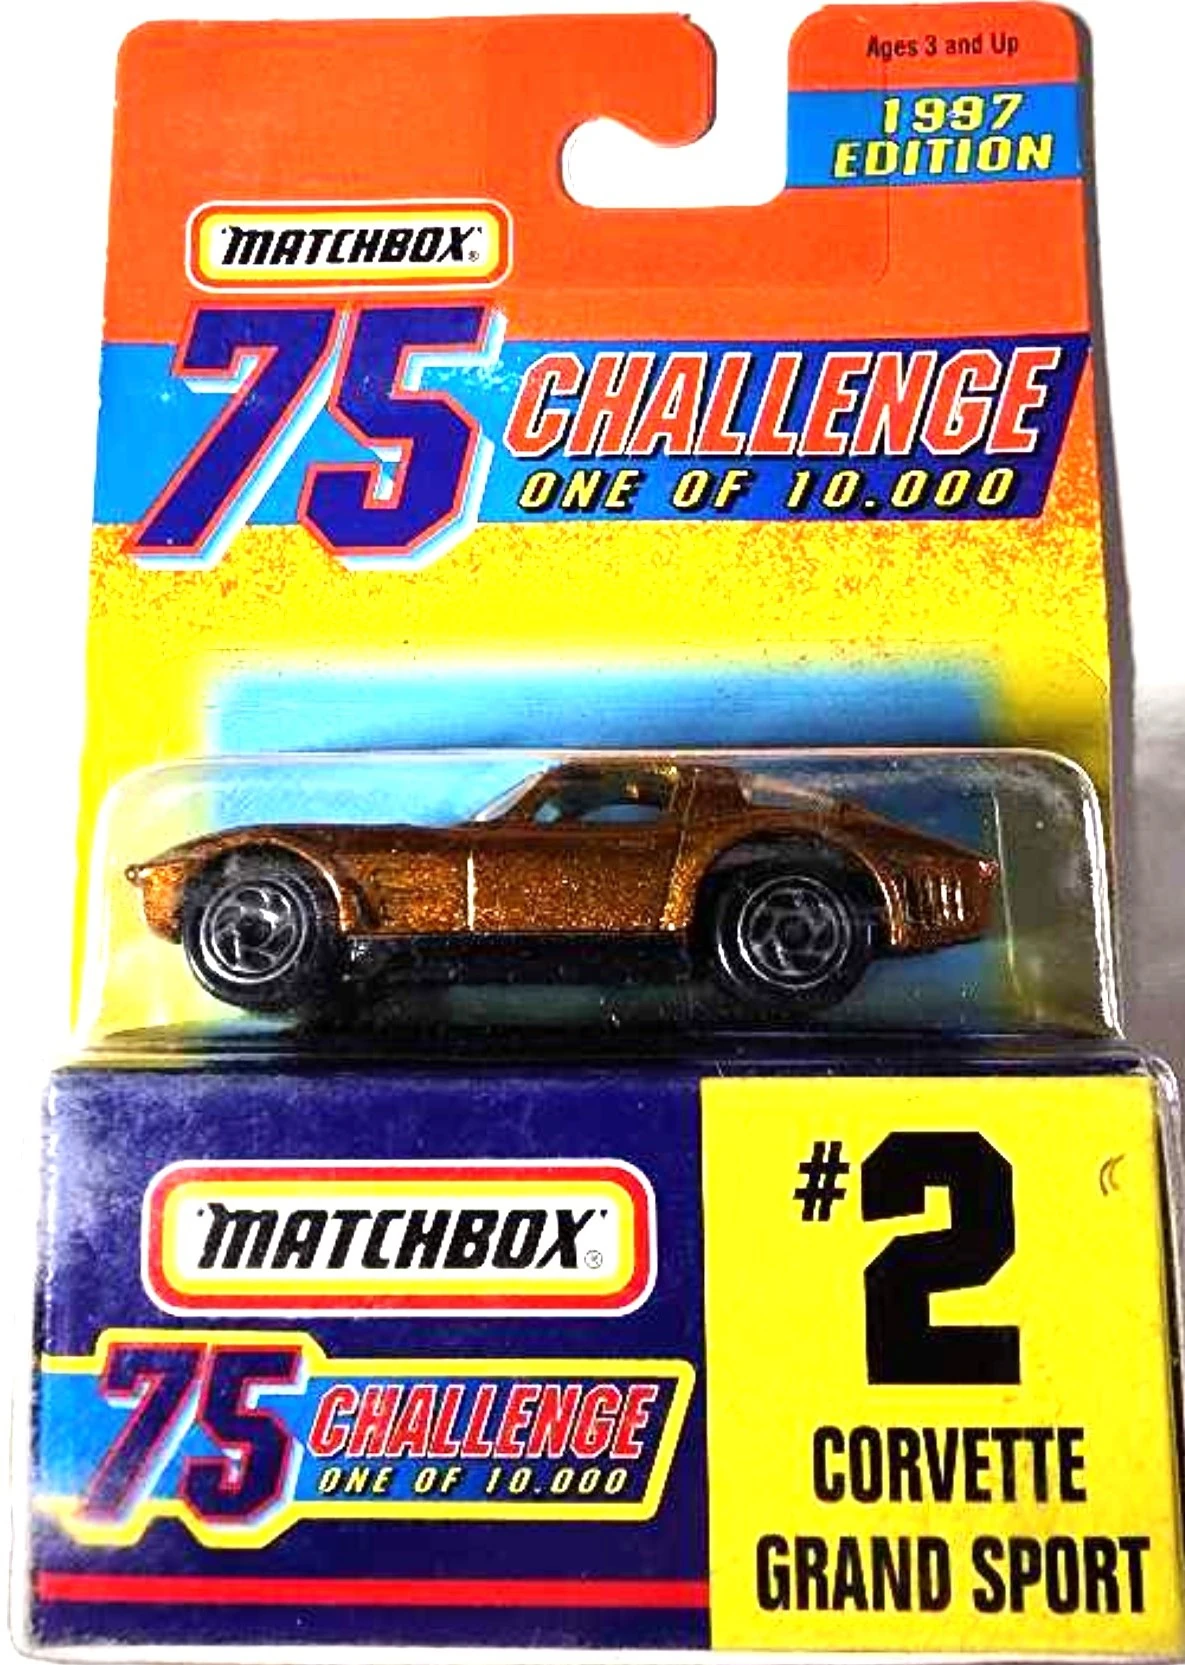 Ages 3 and Up
1997
EDITION
"MATCHBOX"®
75 CHALLENGE
ONE OF 10.000
"MATCHBOX"®
75 CHALLENGE
ONE OF 10.000
#2
CORVETTE
GRAND SPORT